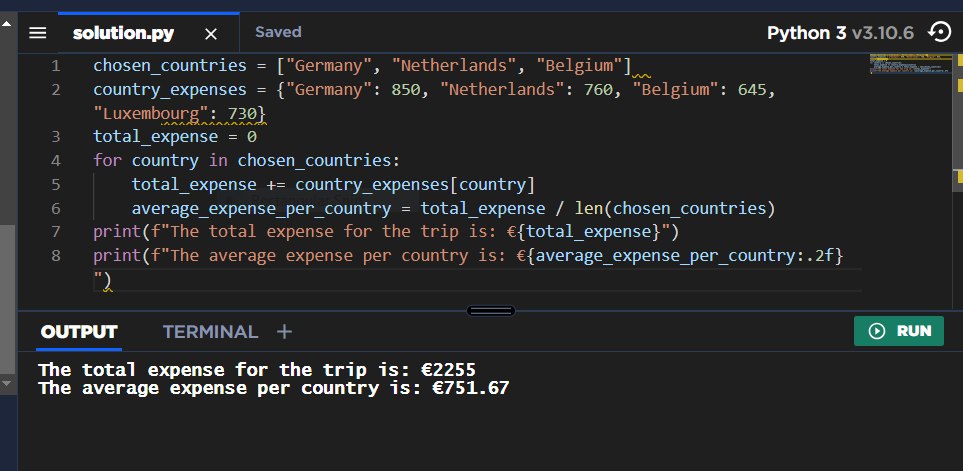 solution.py × Saved Python 3 v3.10.6
1 chosen_countries = ["Germany", "Netherlands", "Belgium"]
2 country_expenses = {"Germany": 850, "Netherlands": 760, "Belgium": 645,
"Luxembourg": 730}
3 total_expense = 0
4 for country in chosen_countries:
5     total_expense += country_expenses[country]
6     average_expense_per_country = total_expense / len(chosen_countries)
7 print(f"The total expense for the trip is: €{total_expense}")
8 print(f"The average expense per country is: €{average_expense_per_country:.2f}
")
OUTPUT TERMINAL + RUN
The total expense for the trip is: €2255
The average expense per country is: €751.67